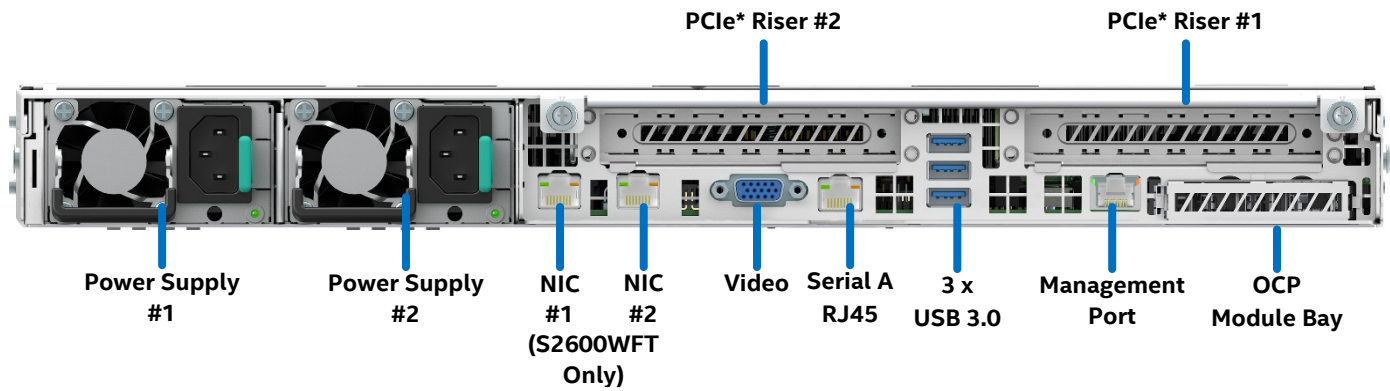 PCIe* Riser #2
PCIe* Riser #1
Power Supply
#1
Power Supply
#2
NIC
#1
NIC
#2
(S2600WFT
Only)
Video
Serial A
RJ45
3 x
USB 3.0
Management
Port
OCP
Module Bay